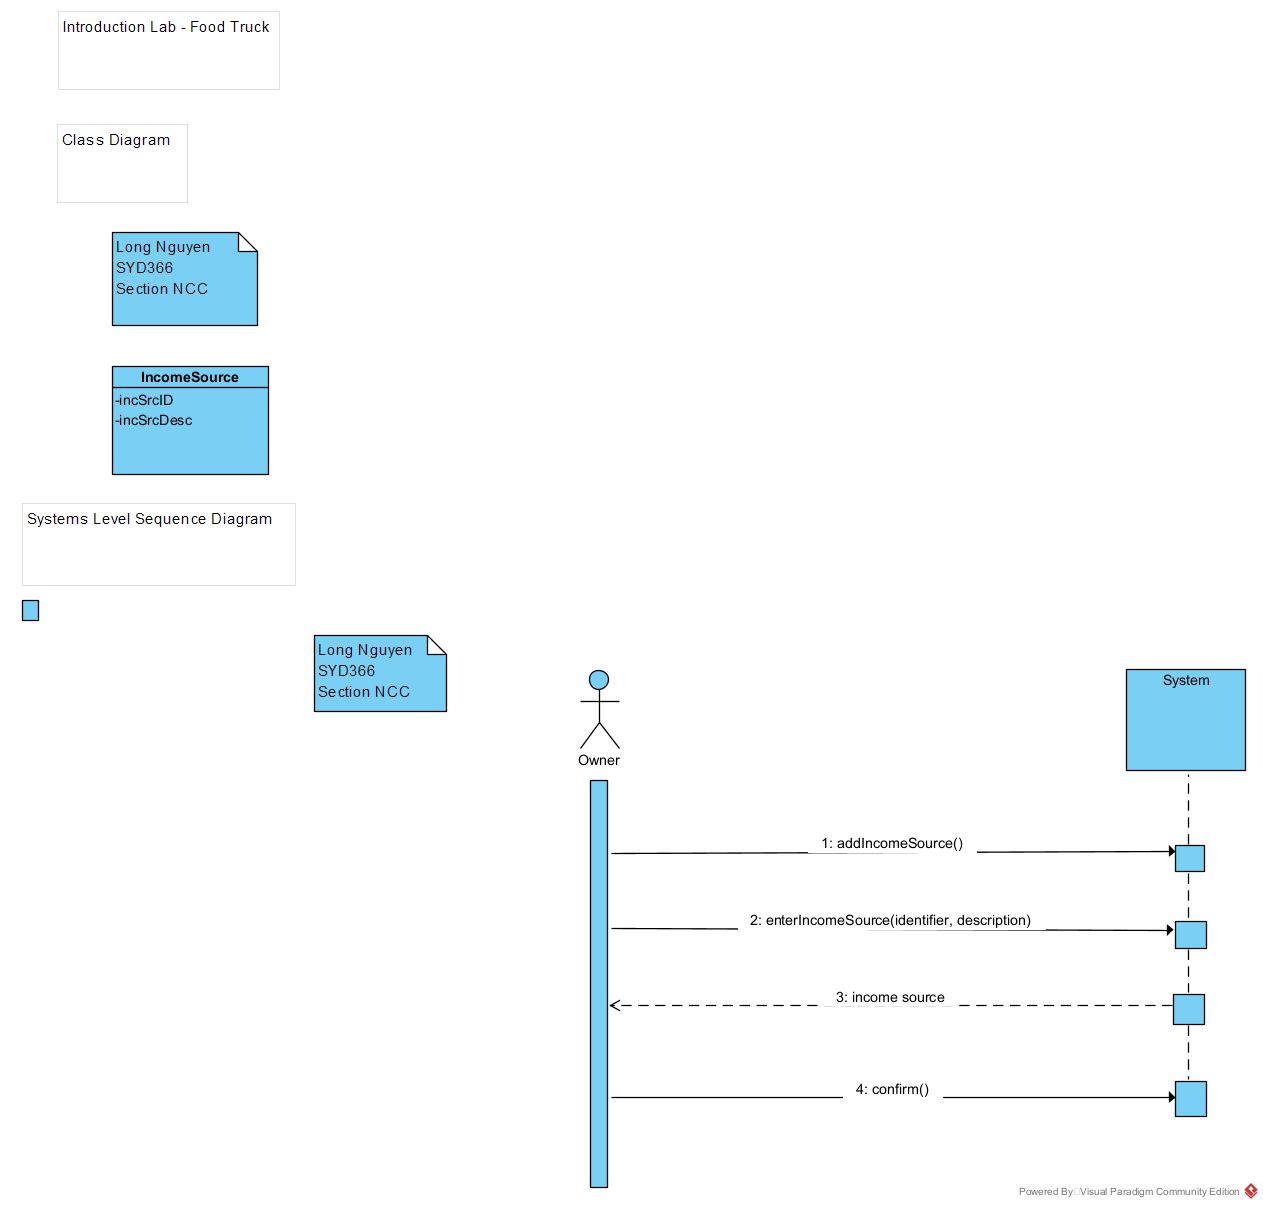 Introduction Lab - Food Truck
Class Diagram
Long Nguyen
SYD366
Section NCC
IncomeSource
-incSrcID
-incSrcDesc
Systems Level Sequence Diagram
Long Nguyen
SYD366
Section NCC
Owner
System
1: addIncomeSource()
2: enterIncomeSource(identifier, description)
3: income source
4: confirm()
Powered By Visual Paradigm Community Edition